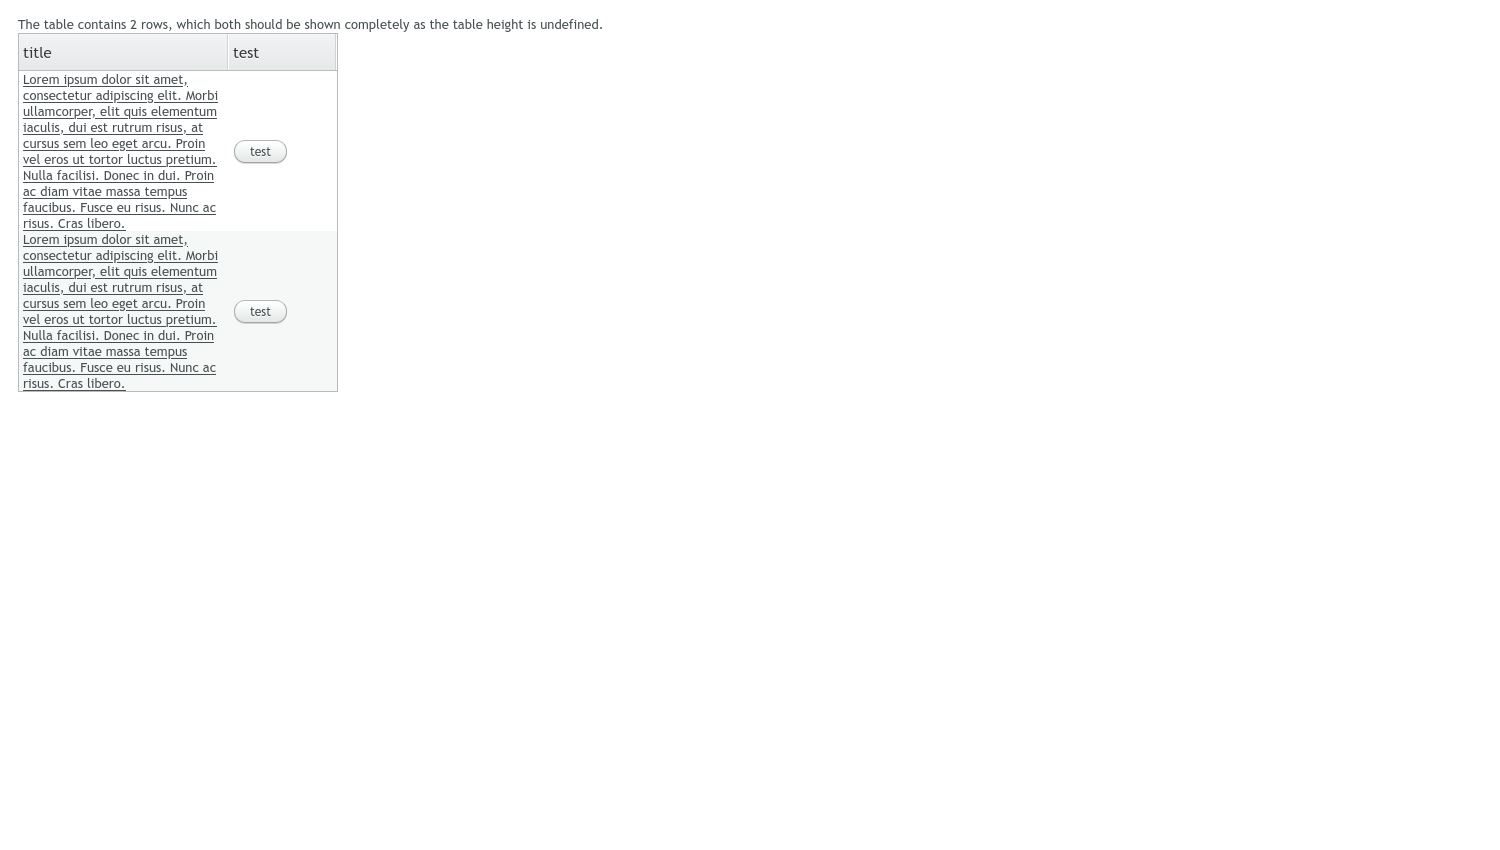 The table contains 2 rows, which both should be shown completely as the table height is undefined.
title test
Lorem ipsum dolor sit amet,
consectetur adipiscing elit. Morbi
ullamcorper, elit quis elementum
iaculis, dui est rutrum risus, at
cursus sem leo eget arcu. Proin
vel eros ut tortor luctus pretium.
Nulla facilisi. Donec in dui. Proin
ac diam vitae massa tempus
faucibus. Fusce eu risus. Nunc ac
risus. Cras libero.
test
Lorem ipsum dolor sit amet,
consectetur adipiscing elit. Morbi
ullamcorper, elit quis elementum
iaculis, dui est rutrum risus, at
cursus sem leo eget arcu. Proin
vel eros ut tortor luctus pretium.
Nulla facilisi. Donec in dui. Proin
ac diam vitae massa tempus
faucibus. Fusce eu risus. Nunc ac
risus. Cras libero.
test